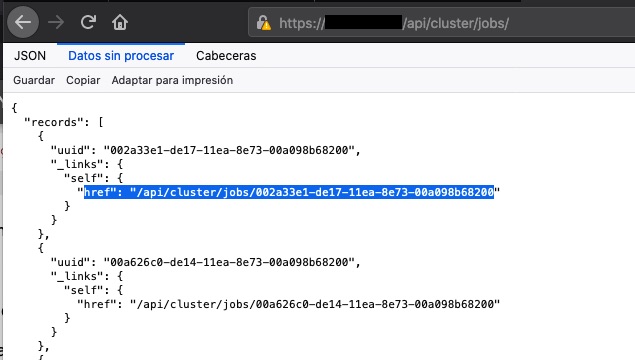 https://
/api/cluster/jobs/
JSON Datos sin procesar Cabeceras
Guardar Copiar Adaptar para impresión
{
"records": [
{
"uuid": "002a33e1-de17-11ea-8e73-00a098b68200",
"_links": {
"self": {
"href": "/api/cluster/jobs/002a33e1-de17-11ea-8e73-00a098b68200"
}
}
},
{
"uuid": "00a626c0-de14-11ea-8e73-00a098b68200",
"_links": {
"self": {
"href": "/api/cluster/jobs/00a626c0-de14-11ea-8e73-00a098b68200"
}
}
},
{